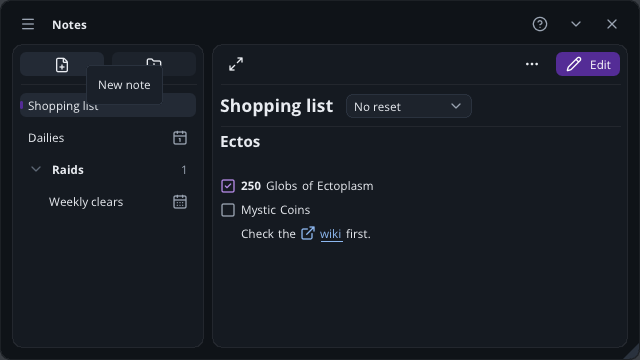 Notes
New note
Shopping list
Dailies
Raids 1
Weekly clears
Edit
Shopping list No reset
Ectos
250 Globs of Ectoplasm
Mystic Coins
Check the wiki first.